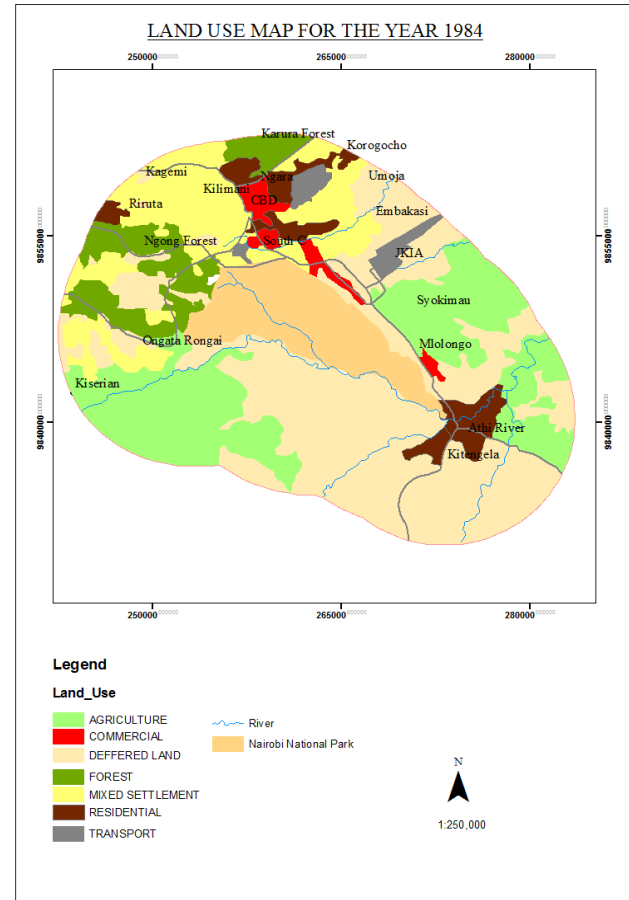 LAND USE MAP FOR THE YEAR 1984
250000 265000 280000
Karura Forest
Korogocho
Kagemi
Ngara
Umoja
Kilimani
CBD
Riruta
Embakasi
Ngong Forest
South C
JKIA
9855000
9855000
Syokimau
Ongata Rongai
Mlolongo
Kiserian
Athi River
9840000
9840000
Kitengela
250000 265000 280000
Legend
Land_Use
AGRICULTURE
COMMERCIAL
DEFFERED LAND
FOREST
MIXED SETTLEMENT
RESIDENTIAL
TRANSPORT
River
Nairobi National Park
N
1:250,000